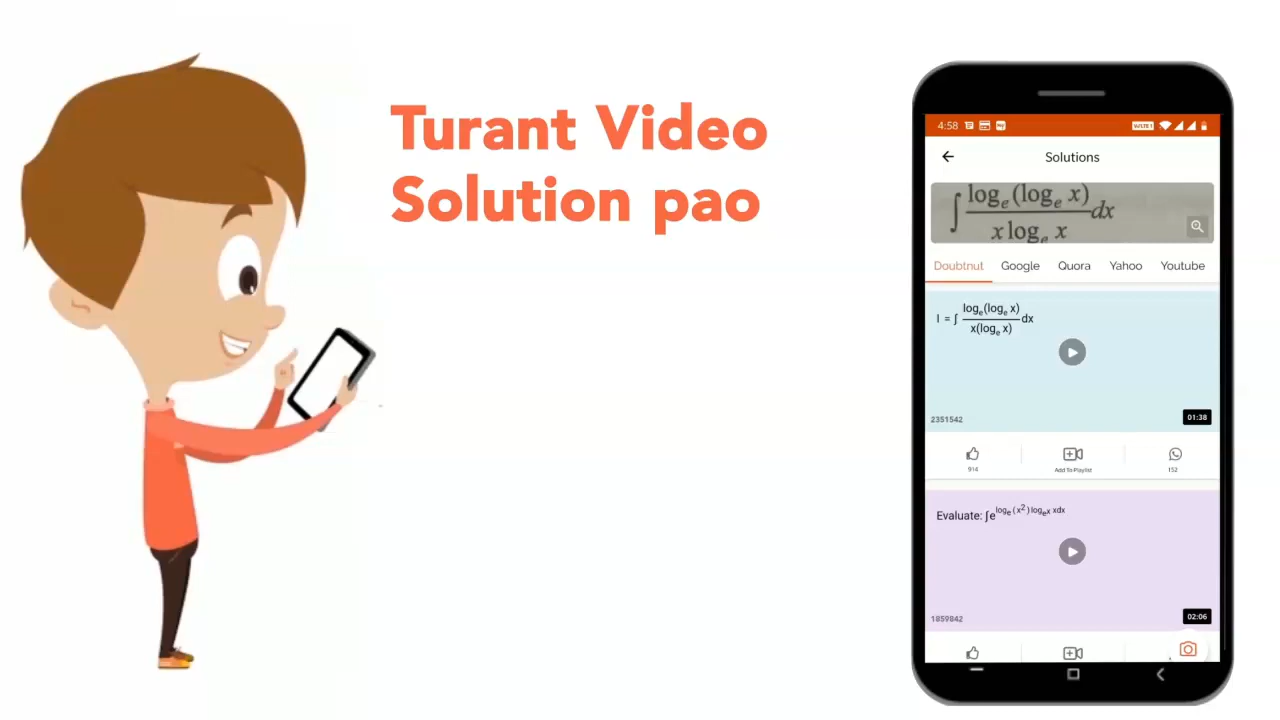 Turant Video
Solution pao
4:58
VoLTE1
Solutions
∫ logₑ(logₑ x) / x logₑ x dx
Doubtnut Google Quora Yahoo Youtube
I = ∫ logₑ(logₑ x) / x(logₑ x) dx
2351542 01:38
914 Add To Playlist 152
Evaluate: ∫e^logₑ(x²)logₑx xdx
1859842 02:06